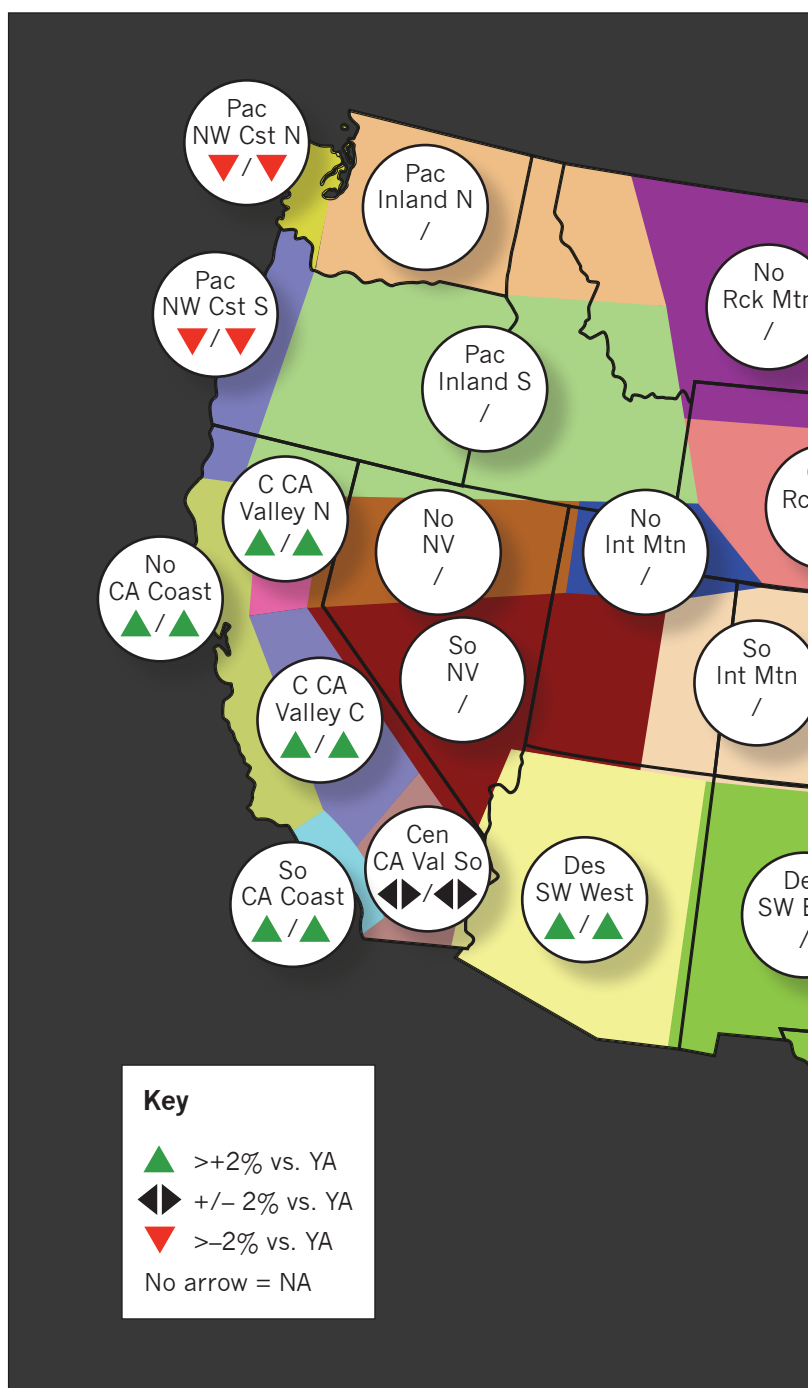 Pac
NW Cst N
/
Pac
Inland N
/
Pac
NW Cst S
/
No
Rck Mtn
/
Pac
Inland S
/
C CA
Valley N
/
No
NV
/
No
Int Mtn
/
No
CA Coast
/
So
NV
/
So
Int Mtn
/
C CA
Valley C
/
Cen
CA Val So
/
So
CA Coast
/
Des
SW West
/
SW
/
Key
>+2% vs. YA
+/– 2% vs. YA
>–2% vs. YA
No arrow = NA